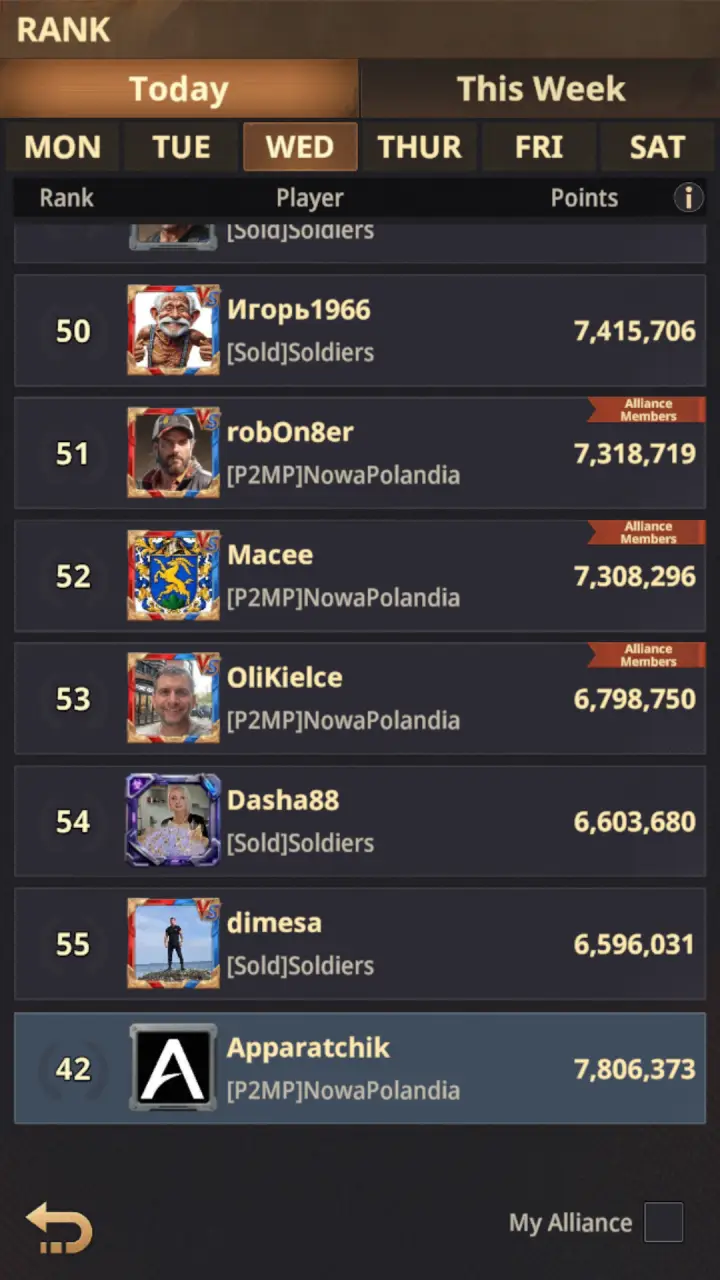 RANK
Today
This Week
MON
TUE
WED
THUR
FRI
SAT
Rank
Player
Points
[Sold]Soldiers
50
Игорь1966
[Sold]Soldiers
7,415,706
51
robOn8er
[P2MP]NowaPolandia
Alliance
Members
7,318,719
52
Macee
[P2MP]NowaPolandia
Alliance
Members
7,308,296
53
OliKielce
[P2MP]NowaPolandia
Alliance
Members
6,798,750
54
Dasha88
[Sold]Soldiers
6,603,680
55
dimesa
[Sold]Soldiers
6,596,031
42
Apparatchik
[P2MP]NowaPolandia
7,806,373
My Alliance